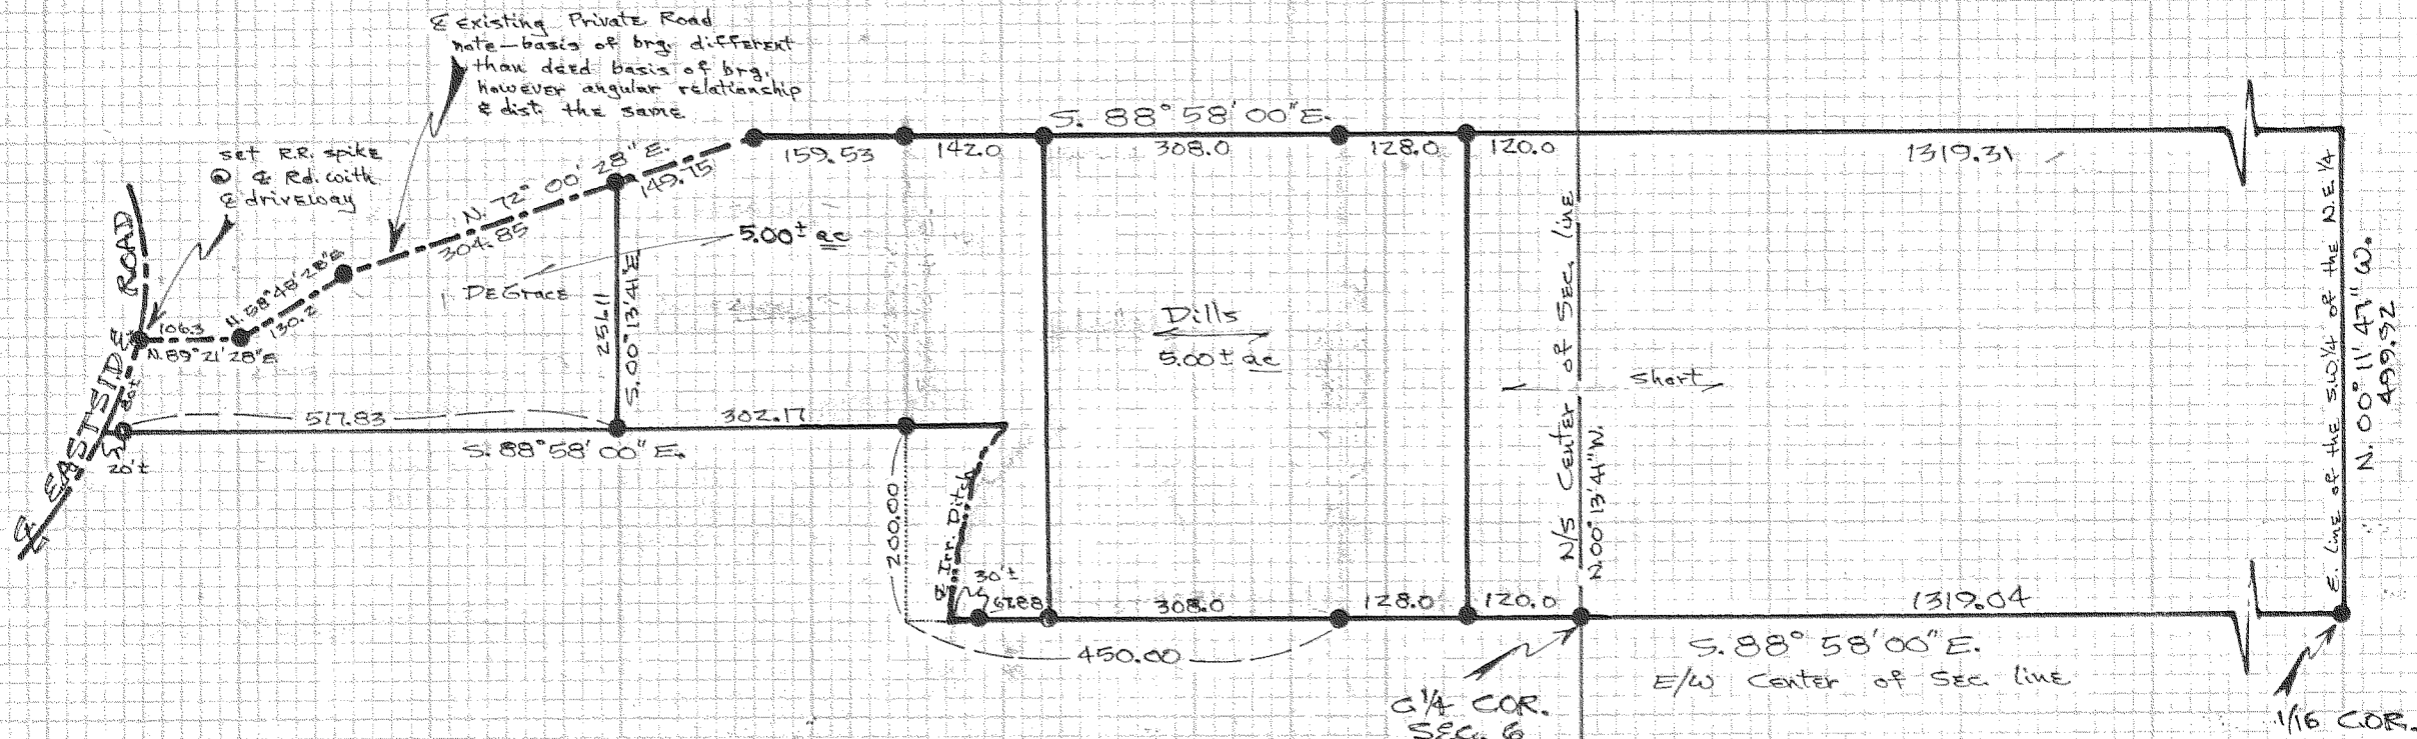 ℄ Existing Private Road
note—basis of brg. different
than deed basis of brg.
however angular relationship
& dist. the same
set R.R. spike
@ ℄ Rd. with
℄ driveway
S. 88° 58' 00" E.
159.53
142.0
308.0
128.0
120.0
1319.31
N. 72° 00' 28" E.
149.75
304.85
N. 58° 48' 28" E
130.2
106.3
N. 89° 21' 28" E.
℄ EASTSIDE ROAD
80'±
20'±
DeGrace
5.00± ac
251.11
S. 00° 13' 41" E
517.83
302.17
S. 88° 58' 00" E.
200.00
℄ Irr. Ditch
30'±
Dills
5.00± ac
N/S Center of Sec. line
N. 00° 13' 41" W.
Short
E. line of the S.W. 1/4 of the N.E. 1/4
N. 00° 11' 47" W.
499.92
308.0
128.0
120.0
1319.04
450.00
S. 88° 58' 00" E.
E/W Center of Sec. line
C 1/4 COR.
SEC. 6
1/16 COR.